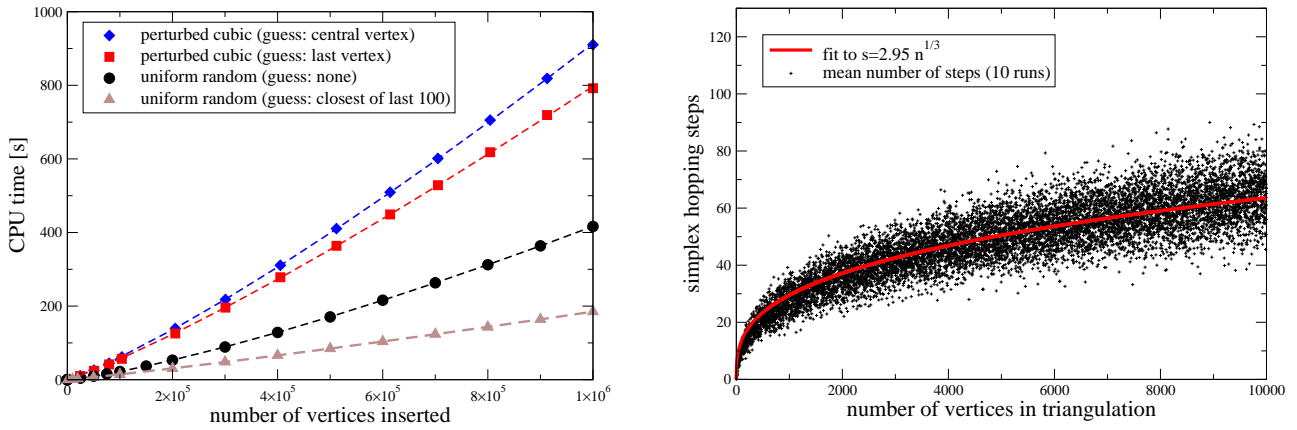 1000
800
600
400
200
0
CPU time [s]
perturbed cubic (guess: central vertex)
perturbed cubic (guess: last vertex)
uniform random (guess: none)
uniform random (guess: closest of last 100)
0
2×10⁵
4×10⁵
6×10⁵
8×10⁵
1×10⁶
number of vertices inserted
120
100
80
60
40
20
0
simplex hopping steps
fit to s=2.95 n^1/3
mean number of steps (10 runs)
0
2000
4000
6000
8000
10000
number of vertices in triangulation